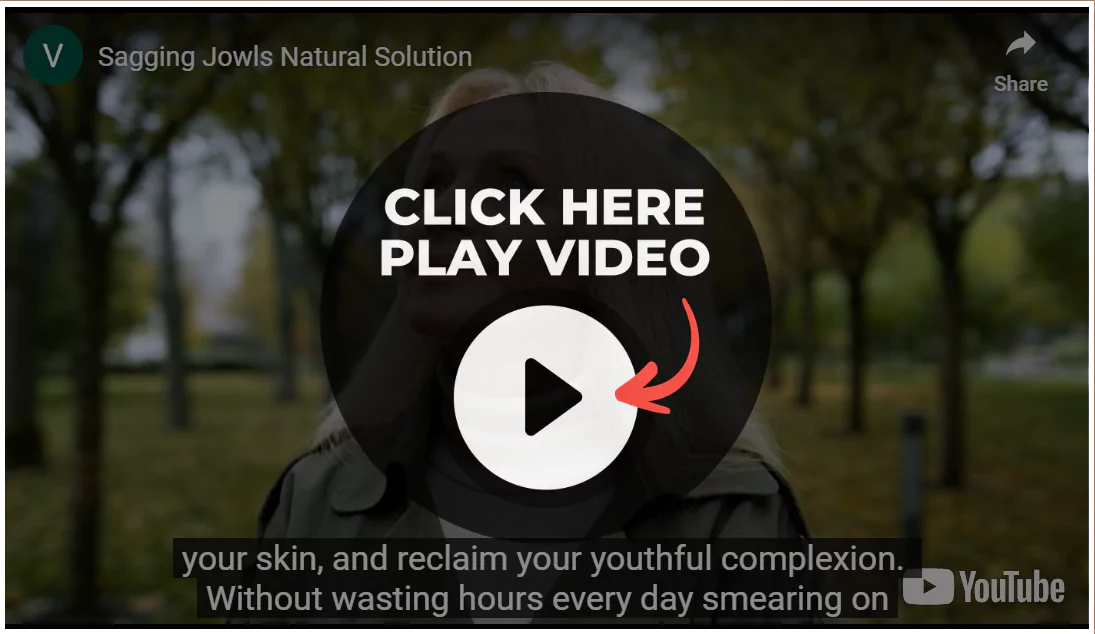 V
Sagging Jowls Natural Solution
Share
CLICK HERE
PLAY VIDEO
your skin, and reclaim your youthful complexion.
Without wasting hours every day smearing on
YouTube